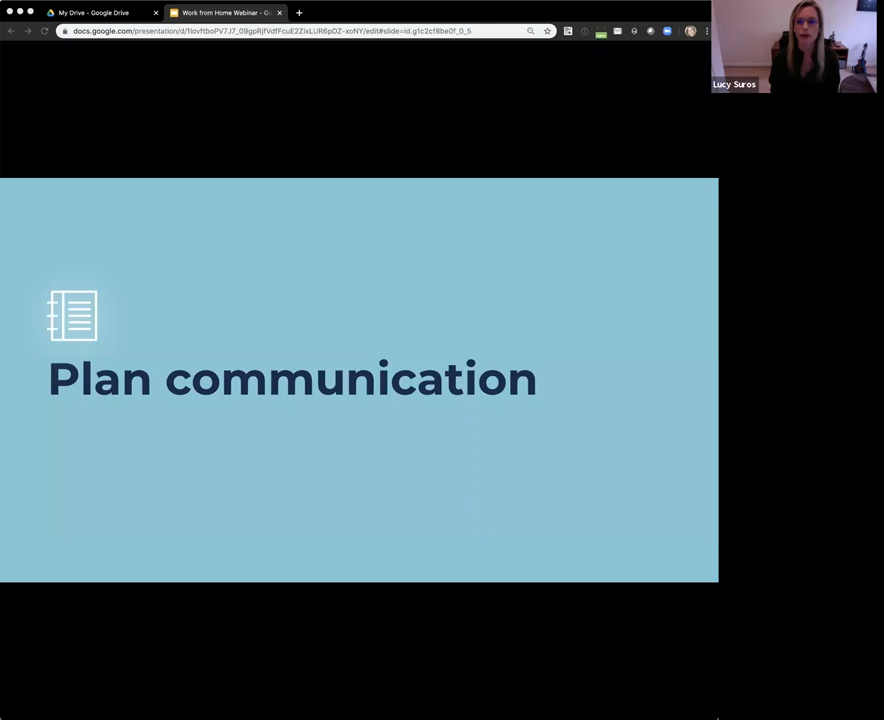 My Drive - Google Drive
Work from Home Webinar - Go
docs.google.com/presentation/d/1lovftboPV7J7_09gpRjfVdfFcuE2ZixLUR6pDZ-xoNY/edit#slide=id.g1c2cf8be0f_0_5
Lucy Suros
Plan communication